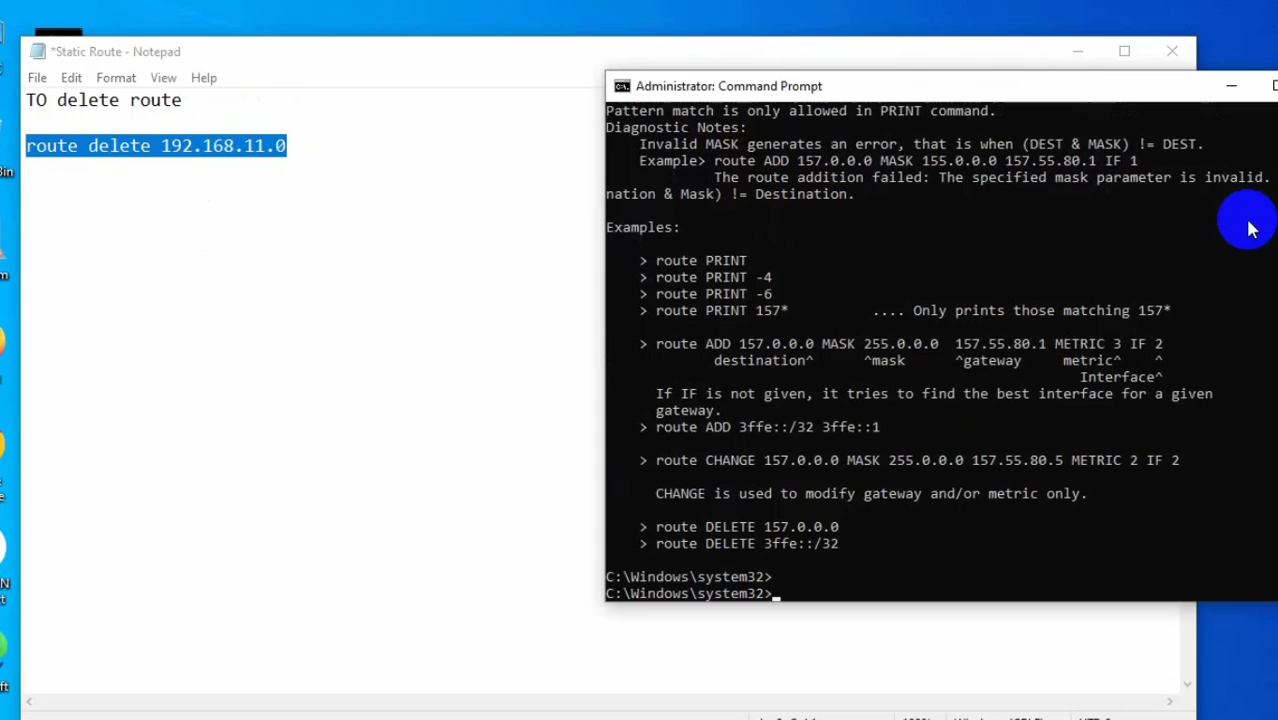 *Static Route - Notepad
File Edit Format View Help
TO delete route
route delete 192.168.11.0
Administrator: Command Prompt
Pattern match is only allowed in PRINT command.
Diagnostic Notes:
Invalid MASK generates an error, that is when (DEST & MASK) != DEST.
Example> route ADD 157.0.0.0 MASK 155.0.0.0 157.55.80.1 IF 1
The route addition failed: The specified mask parameter is invalid.
nation & Mask) != Destination.
Examples:
> route PRINT
> route PRINT -4
> route PRINT -6
> route PRINT 157* .... Only prints those matching 157*
> route ADD 157.0.0.0 MASK 255.0.0.0 157.55.80.1 METRIC 3 IF 2
destination^ ^mask ^gateway metric^ ^
Interface^
If IF is not given, it tries to find the best interface for a given
gateway.
> route ADD 3ffe::/32 3ffe::1
> route CHANGE 157.0.0.0 MASK 255.0.0.0 157.55.80.5 METRIC 2 IF 2
CHANGE is used to modify gateway and/or metric only.
> route DELETE 157.0.0.0
> route DELETE 3ffe::/32
C:\Windows\system32>
C:\Windows\system32>